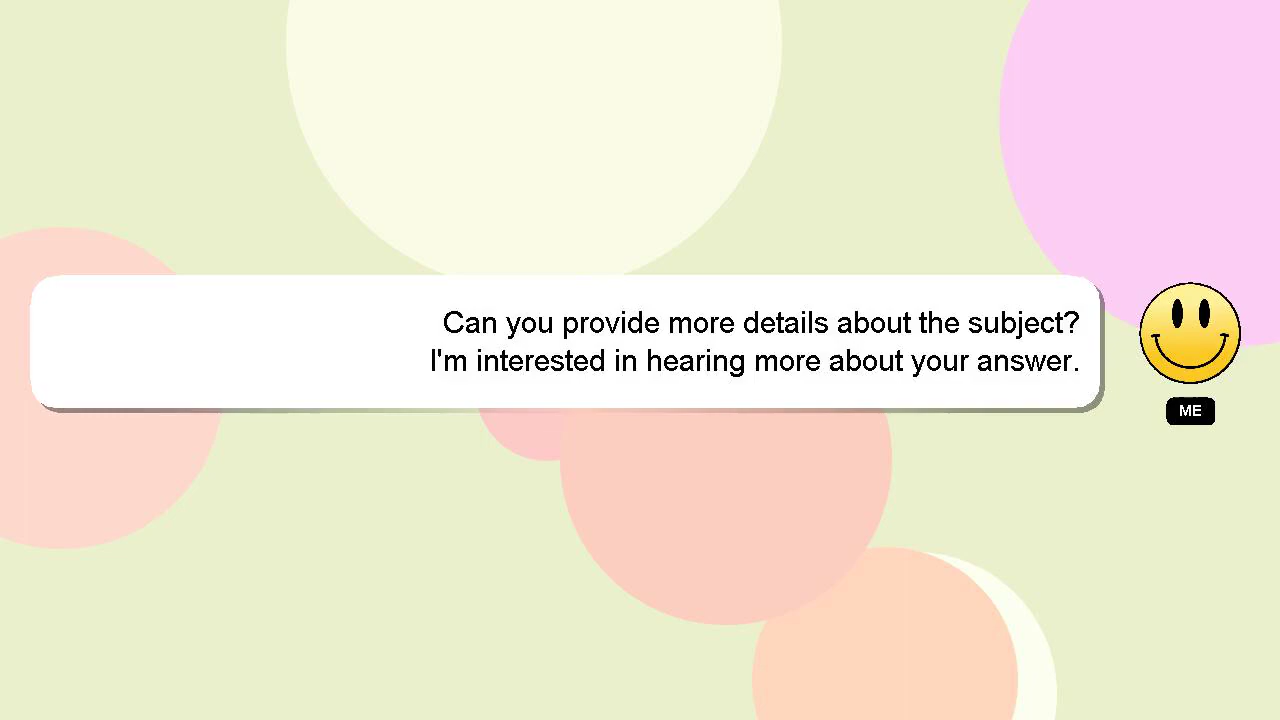 Can you provide more details about the subject?
I'm interested in hearing more about your answer.
ME